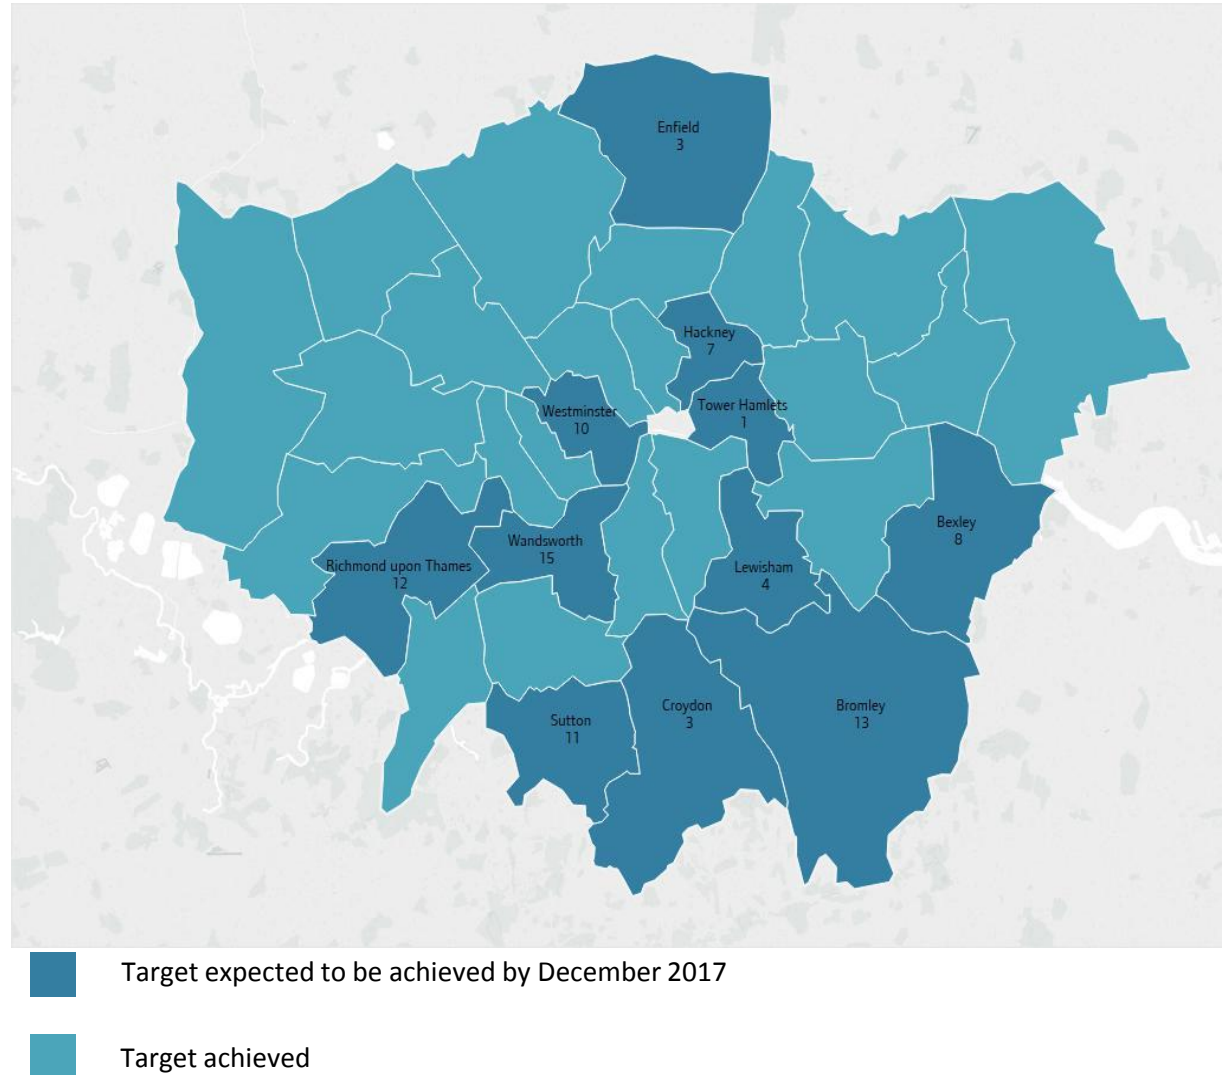 Enfield
3
Hackney
7
Westminster
10
Tower Hamlets
1
Bexley
8
Wandsworth
15
Richmond upon Thames
12
Lewisham
4
Sutton
11
Croydon
3
Bromley
13
Target expected to be achieved by December 2017
Target achieved